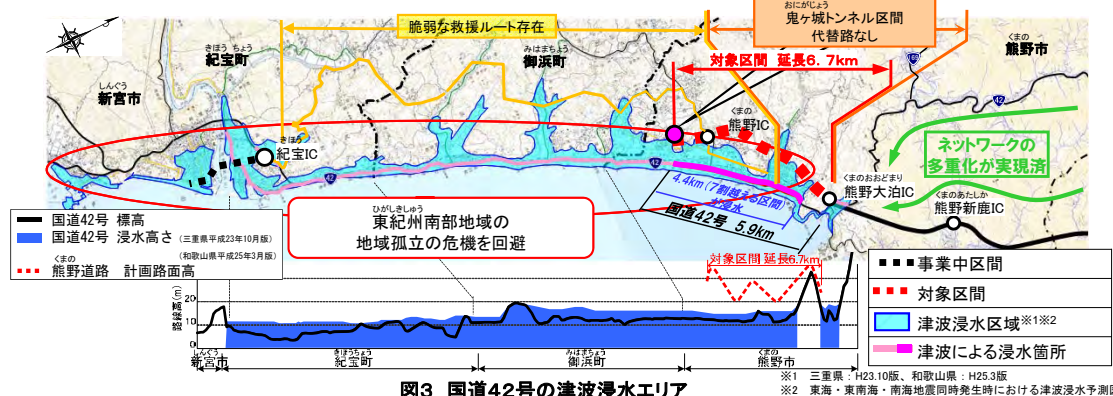 脆弱な救援ルート存在
おにがじょう
鬼ヶ城トンネル区間
代替路なし
対象区間 延長6.7km
くまの
熊野市
きほう ちょう
紀宝町
みはまちょう
御浜町
しんぐう
新宮市
169
42
くまの
熊野IC
きほう
紀宝IC
42
42
ネットワークの
多重化が実現済
くまのおおどまり
熊野大泊IC
くまのあたしか
熊野新鹿IC
4.4km(7割越える区間)
が浸水
国道42号 5.9km
ひがしきしゅう
東紀州南部地域の
地域孤立の危機を回避
国道42号 標高
国道42号 浸水高さ (三重県平成23年10月版)
(和歌山県平成25年3月版)
くまの
熊野道路 計画路面高
対象区間 延長6.7km
事業中区間
対象区間
津波浸水区域※1※2
津波による浸水箇所
路線高(m)
20
10
0
しんぐう
新宮市
きほうちょう
紀宝町
みはまちょう
御浜町
くまの
熊野市
図3 国道42号の津波浸水エリア
※1 三重県：H23.10版、和歌山県：H25.3版
※2 東海・東南海・南海地震同時発生時における津波浸水予測図